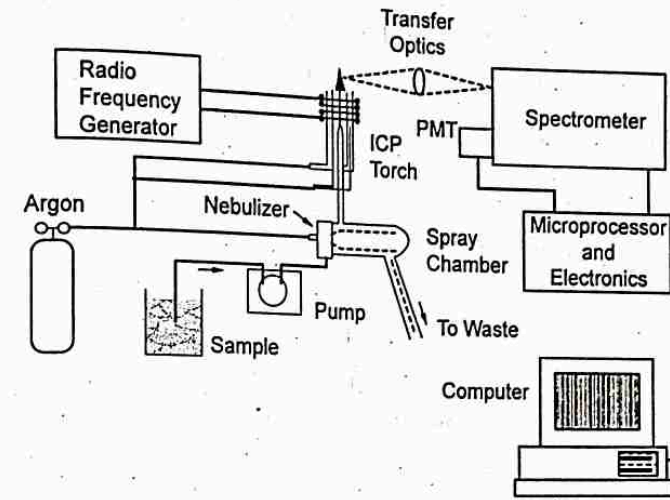 Transfer
Optics
Radio
Frequency
Generator
Spectrometer
PMT
ICP
Torch
Argon
Nebulizer
Microprocessor
and
Electronics
Spray
Chamber
Pump
Sample
To Waste
Computer